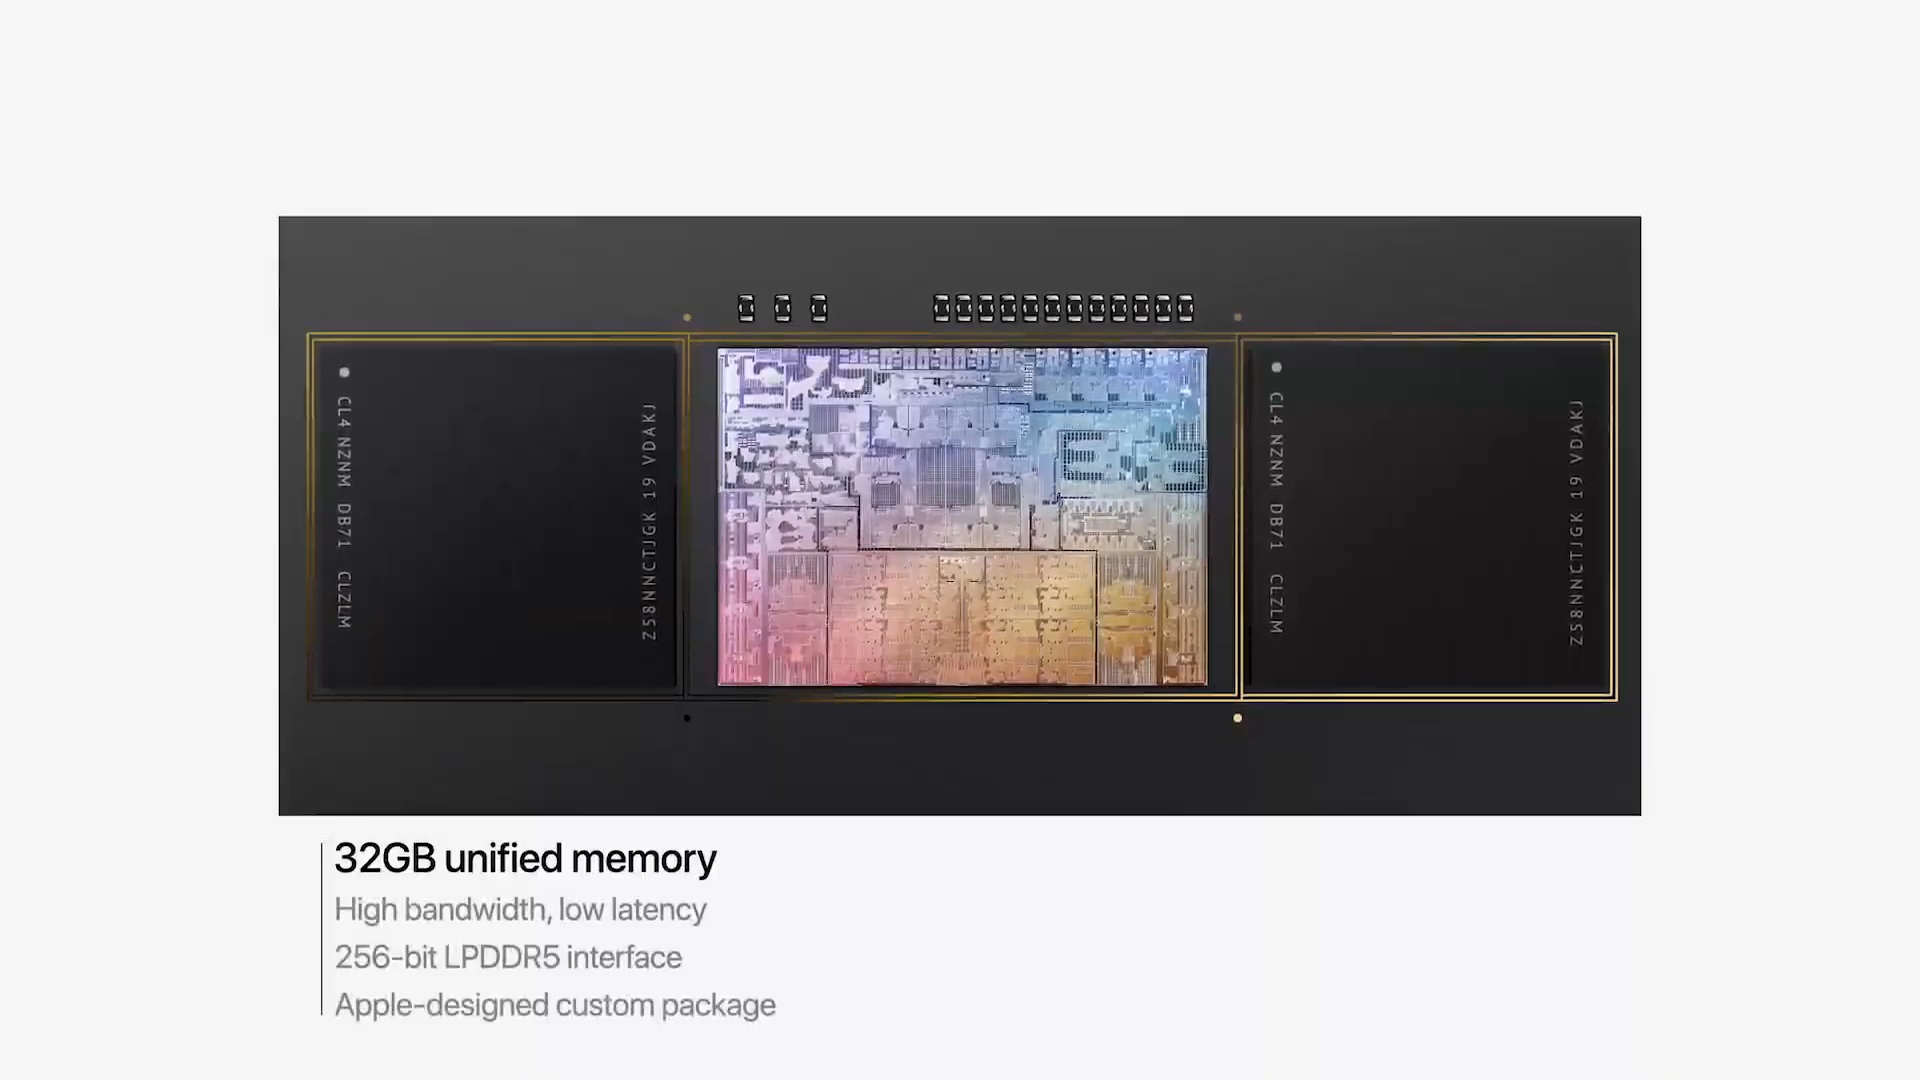 CL4 NZNM DB71 CLZLM
Z58NNCTJGK 19 VDAKJ
CL4 NZNM DB71 CLZLM
Z58NNCTJGK 19 VDAKJ
32GB unified memory
High bandwidth, low latency
256-bit LPDDR5 interface
Apple-designed custom package